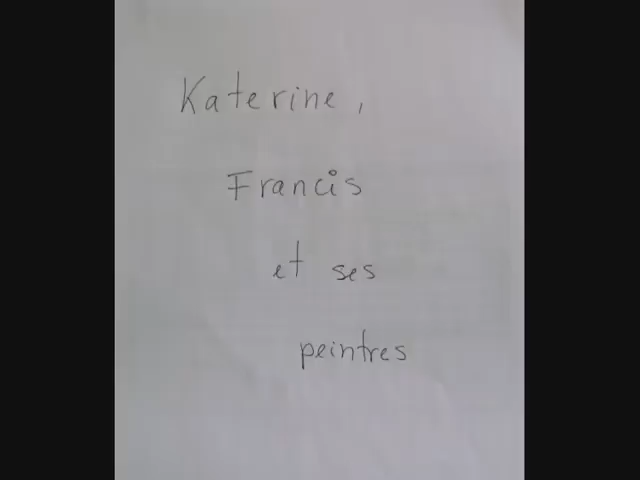 Katerine,
Francis
et ses
peintres